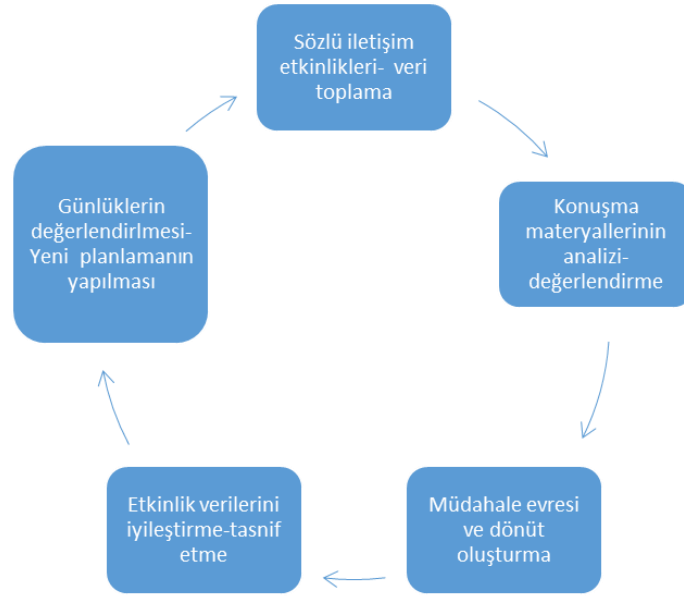 Sözlü iletişim
etkinlikleri- veri
toplama
Konuşma
materyallerinin
analizi-
değerlendirme
Müdahale evresi
ve dönüt
oluşturma
Etkinlik verilerini
iyileştirme-tasnif
etme
Günlüklerin
değerlendirlmesi-
Yeni planlamanın
yapılması